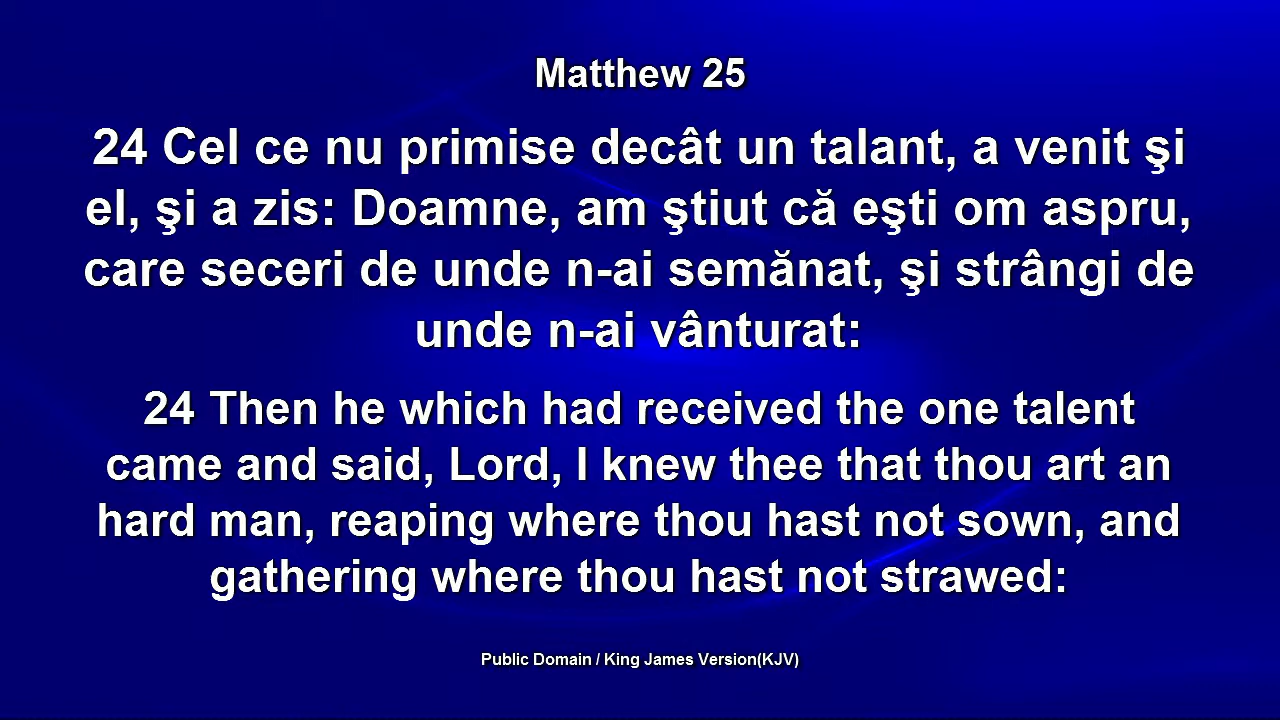 Matthew 25
24 Cel ce nu primise decât un talant, a venit şi
el, şi a zis: Doamne, am ştiut că eşti om aspru,
care seceri de unde n-ai semănat, şi strângi de
unde n-ai vânturat:
24 Then he which had received the one talent
came and said, Lord, I knew thee that thou art an
hard man, reaping where thou hast not sown, and
gathering where thou hast not strawed:
Public Domain / King James Version(KJV)